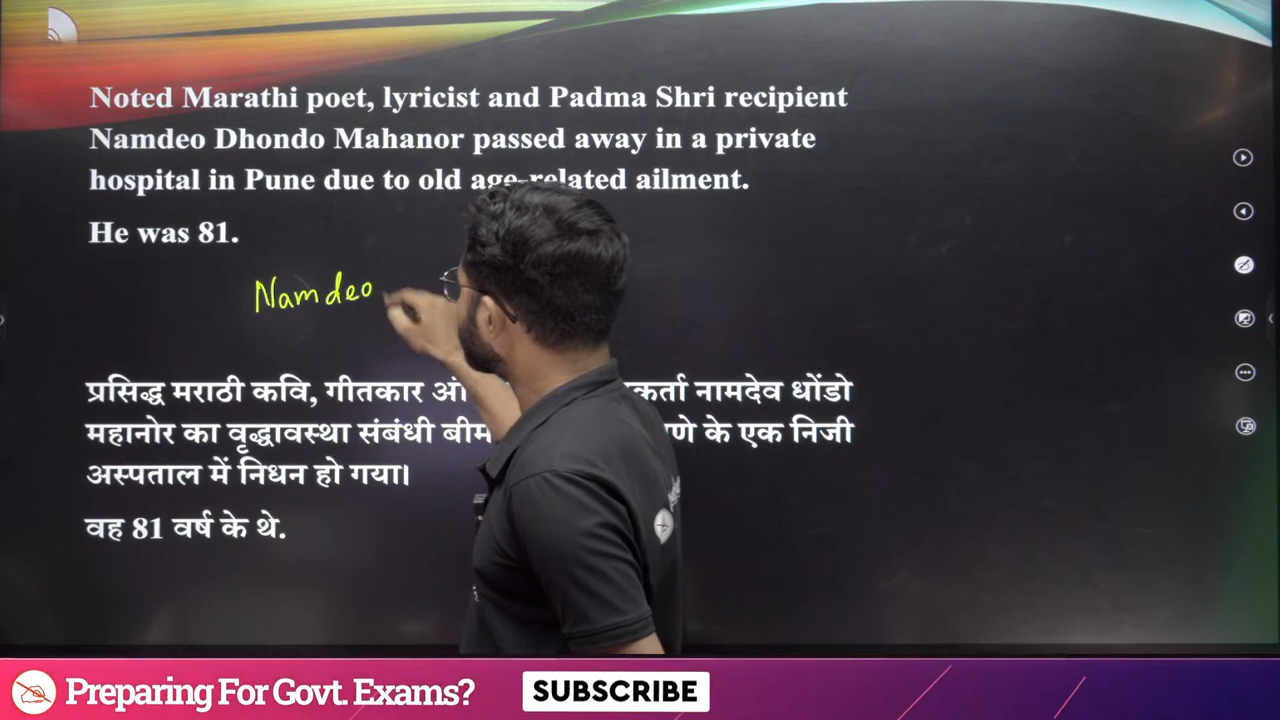 Noted Marathi poet, lyricist and Padma Shri recipient
Namdeo Dhondo Mahanor passed away in a private
hospital in Pune due to old age-related ailment.
He was 81.
Namdeo
प्रसिद्ध मराठी कवि, गीतकार कर्ता नामदेव धोंडो
महानोर का वृद्धावस्था संबंधी के एक निजी
अस्पताल में निधन हो गया।
वह 81 वर्ष के थे.
Preparing For Govt. Exams?
SUBSCRIBE